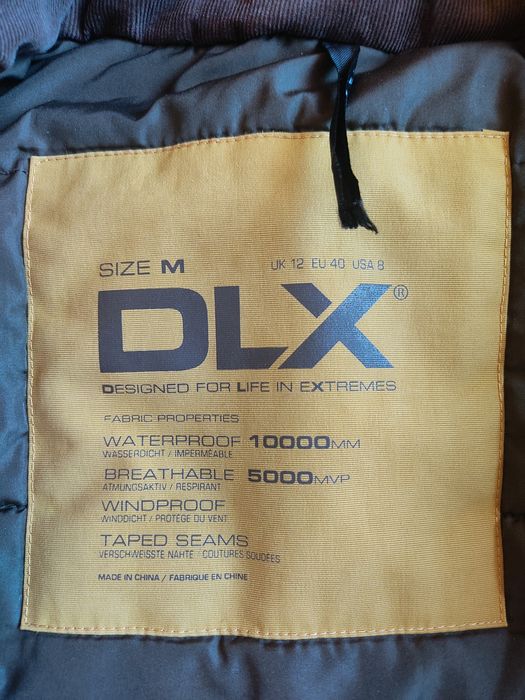 SIZE M UK 12 EU 40 USA 8
DLX®
DESIGNED FOR LIFE IN EXTREMES
FABRIC PROPERTIES
WATERPROOF 10000MM
WASSERDICHT / IMPERMÉABLE
BREATHABLE 5000MVP
ATMUNGSAKTIV / RESPIRANT
WINDPROOF
WINDDICHT / PROTÈGE DU VENT
TAPED SEAMS
VERSCHWEISSTE NÄHTE / COUTURES SOUDÉES
MADE IN CHINA / FABRIQUE EN CHINE